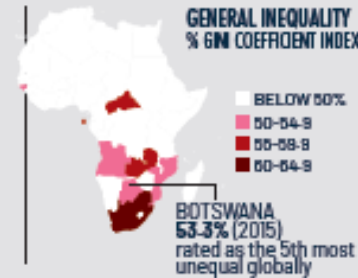 GENERAL INEQUALITY
% GINI COEFFICIENT INDEX
BELOW 50%
50-54.9
55-59.9
60-64.9
BOTSWANA
53.3% (2015)
rated as the 5th most
unequal globally